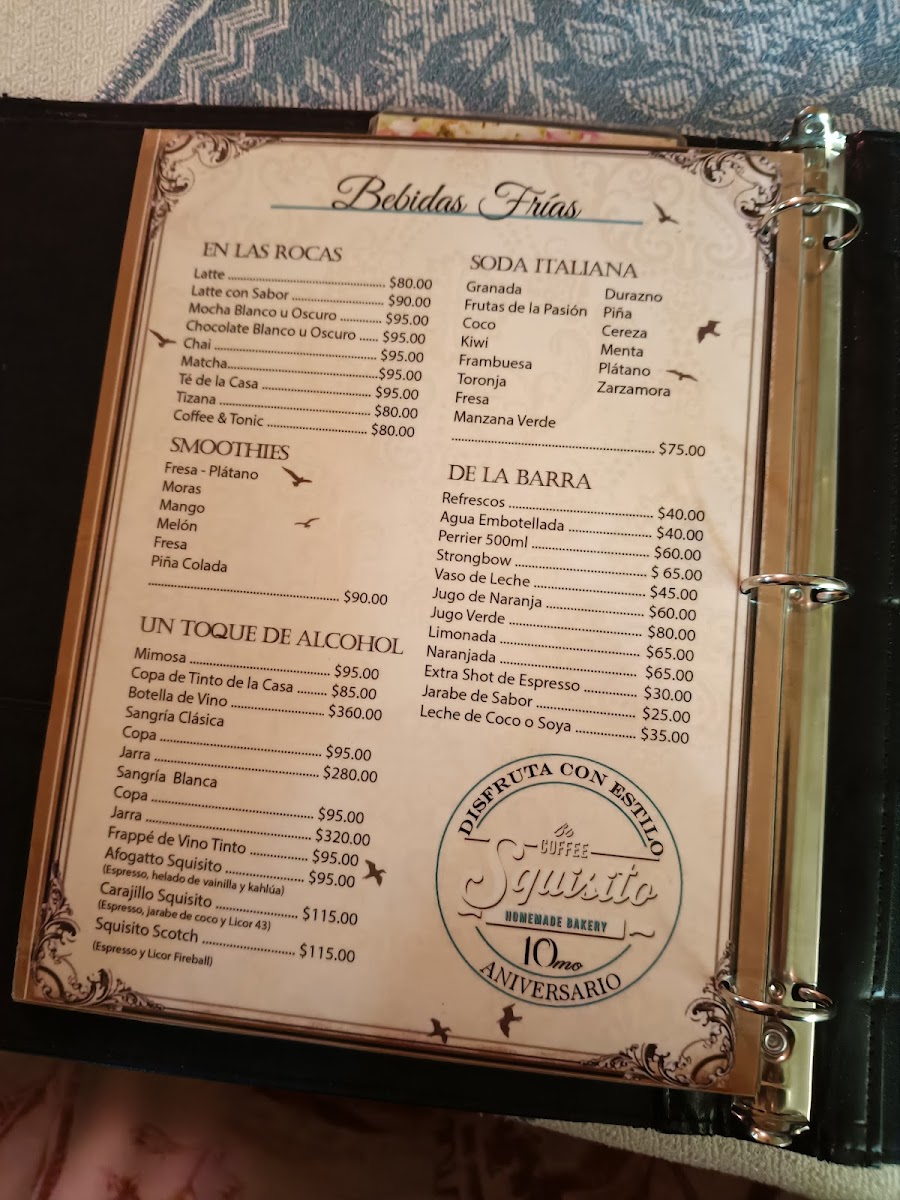 Bebidas Frías
EN LAS ROCAS
Latte ........ $80.00
Latte con Sabor ........ $90.00
Mocha Blanco u Oscuro ........ $95.00
Chocolate Blanco u Oscuro ..... $95.00
Chai ........ $95.00
Matcha........ $95.00
Té de la Casa ........ $95.00
Tizana ........ $80.00
Coffee & Tonic ........ $80.00
SMOOTHIES
Fresa - Plátano
Moras
Mango
Melón
Fresa
Piña Colada
........ $90.00
UN TOQUE DE ALCOHOL
Mimosa ........ $95.00
Copa de Tinto de la Casa ........ $85.00
Botella de Vino ........ $360.00
Sangría Clásica
Copa ........ $95.00
Jarra ........ $280.00
Sangría Blanca
Copa ........ $95.00
Jarra ........ $320.00
Frappé de Vino Tinto ........ $95.00
Afogatto Squisito ........ $95.00
(Espresso, helado de vainilla y kahlúa)
Carajillo Squisito ........ $115.00
(Espresso, jarabe de coco y Licor 43)
Squisito Scotch ........ $115.00
(Espresso y Licor Fireball)
SODA ITALIANA
Granada
Frutas de la Pasión
Coco
Kiwi
Frambuesa
Toronja
Fresa
Manzana Verde
Durazno
Piña
Cereza
Menta
Plátano
Zarzamora
........ $75.00
DE LA BARRA
Refrescos ........ $40.00
Agua Embotellada ........ $40.00
Perrier 500ml ........ $60.00
Strongbow ........ $ 65.00
Vaso de Leche ........ $45.00
Jugo de Naranja ........ $60.00
Jugo Verde ........ $80.00
Limonada ........ $65.00
Naranjada ........ $65.00
Extra Shot de Espresso ........ $30.00
Jarabe de Sabor ........ $25.00
Leche de Coco o Soya ........ $35.00
DISFRUTA CON ESTILO
COFFEE
Squisito
HOMEMADE BAKERY
10mo
ANIVERSARIO